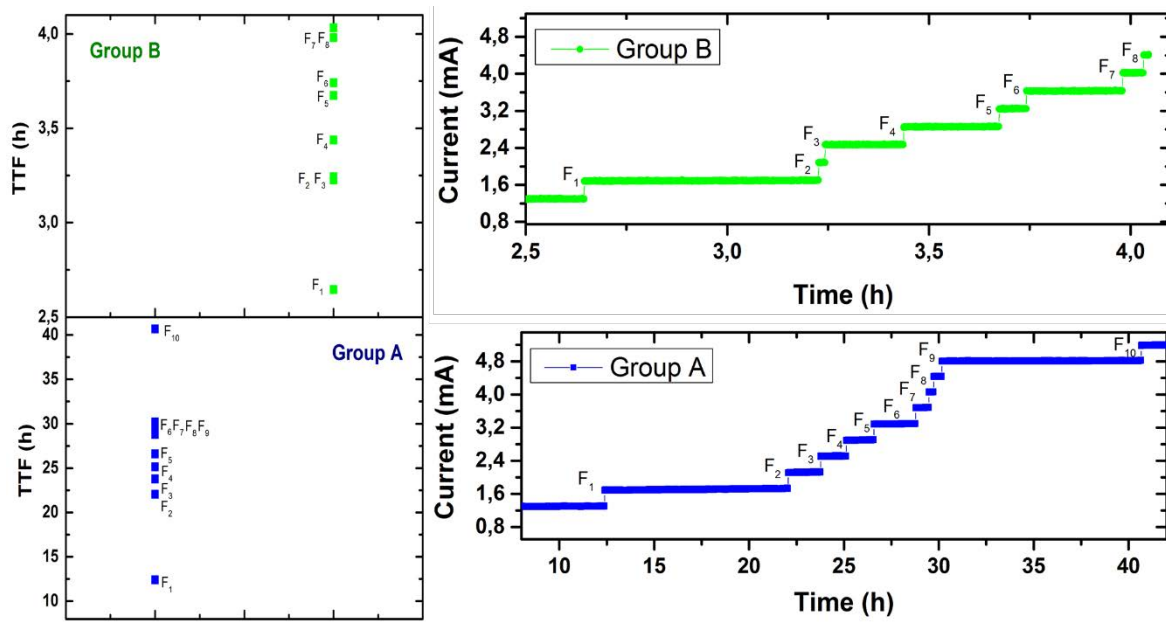 4,0
3,5
3,0
2,5
TTF (h)
Group B
F7 F8
F6
F5
F4
F2 F3
F1
40
35
30
25
20
15
10
TTF (h)
Group A
F10
F6F7F8F9
F5
F4
F3
F2
F1
4,8
4,0
3,2
2,4
1,6
0,8
Current (mA)
Group B
F8
F7
F6
F5
F4
F3
F2
F1
2,5 3,0 3,5 4,0
Time (h)
4,8
4,0
3,2
2,4
1,6
0,8
Current (mA)
Group A
F10
F9
F8
F7
F6
F5
F4
F3
F2
F1
10 15 20 25 30 35 40
Time (h)